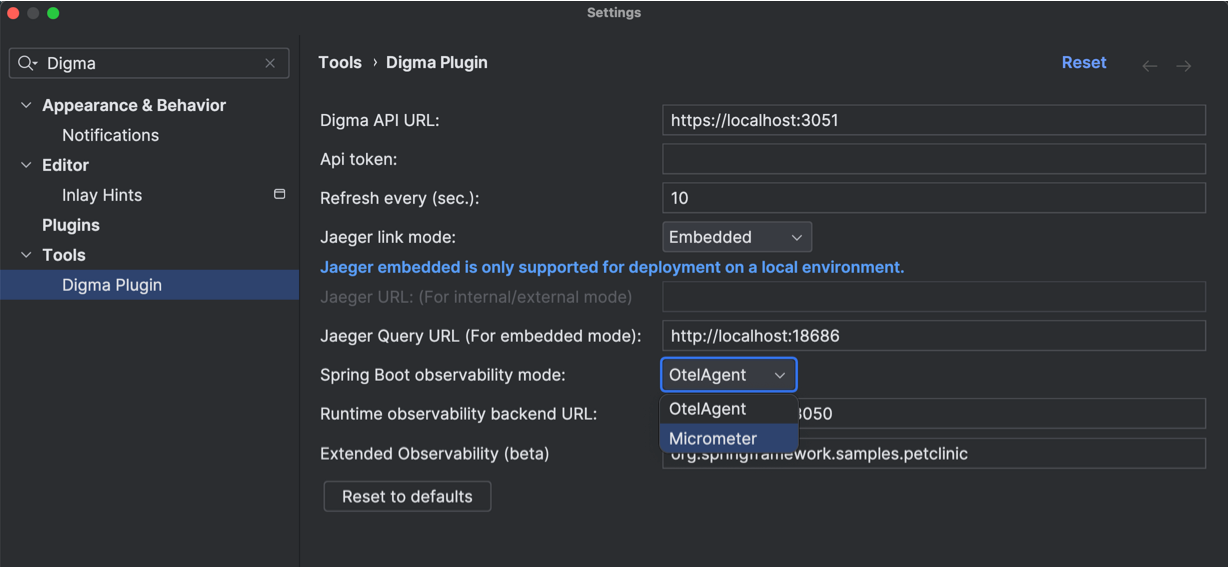 Settings
Digma
Appearance & Behavior
Notifications
Editor
Inlay Hints
Plugins
Tools
Digma Plugin
Tools › Digma Plugin
Reset
Digma API URL: https://localhost:3051
Api token:
Refresh every (sec.): 10
Jaeger link mode: Embedded
Jaeger embedded is only supported for deployment on a local environment.
Jaeger URL: (For internal/external mode)
Jaeger Query URL (For embedded mode): http://localhost:18686
Spring Boot observability mode: OtelAgent
OtelAgent
Micrometer
Runtime observability backend URL: 3050
Extended Observability (beta) org.springframework.samples.petclinic
Reset to defaults